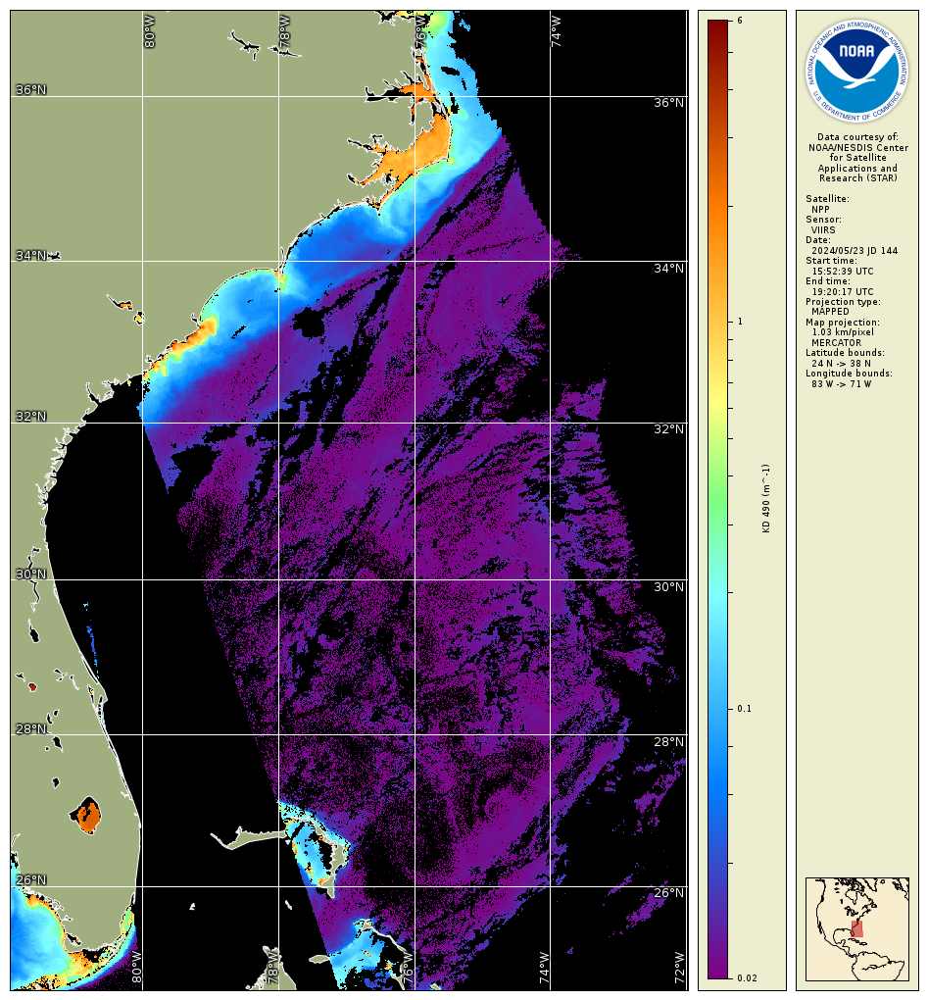 80°W
78°W
76°W
74°W
36°N
36°N
34°N
34°N
32°N
32°N
30°N
30°N
28°N
28°N
26°N
26°N
80°W
78°W
76°W
74°W
72°W
6
1
0.1
0.02
KD 490 (m^-1)
NATIONAL OCEANIC AND ATMOSPHERIC ADMINISTRATION
NOAA
U.S. DEPARTMENT OF COMMERCE
Data courtesy of:
NOAA/NESDIS Center
for Satellite
Applications and
Research (STAR)
Satellite:
NPP
Sensor:
VIIRS
Date:
2024/05/23 JD 144
Start time:
15:52:39 UTC
End time:
19:20:17 UTC
Projection type:
MAPPED
Map projection:
1.03 km/pixel
MERCATOR
Latitude bounds:
24 N -> 38 N
Longitude bounds:
83 W -> 71 W